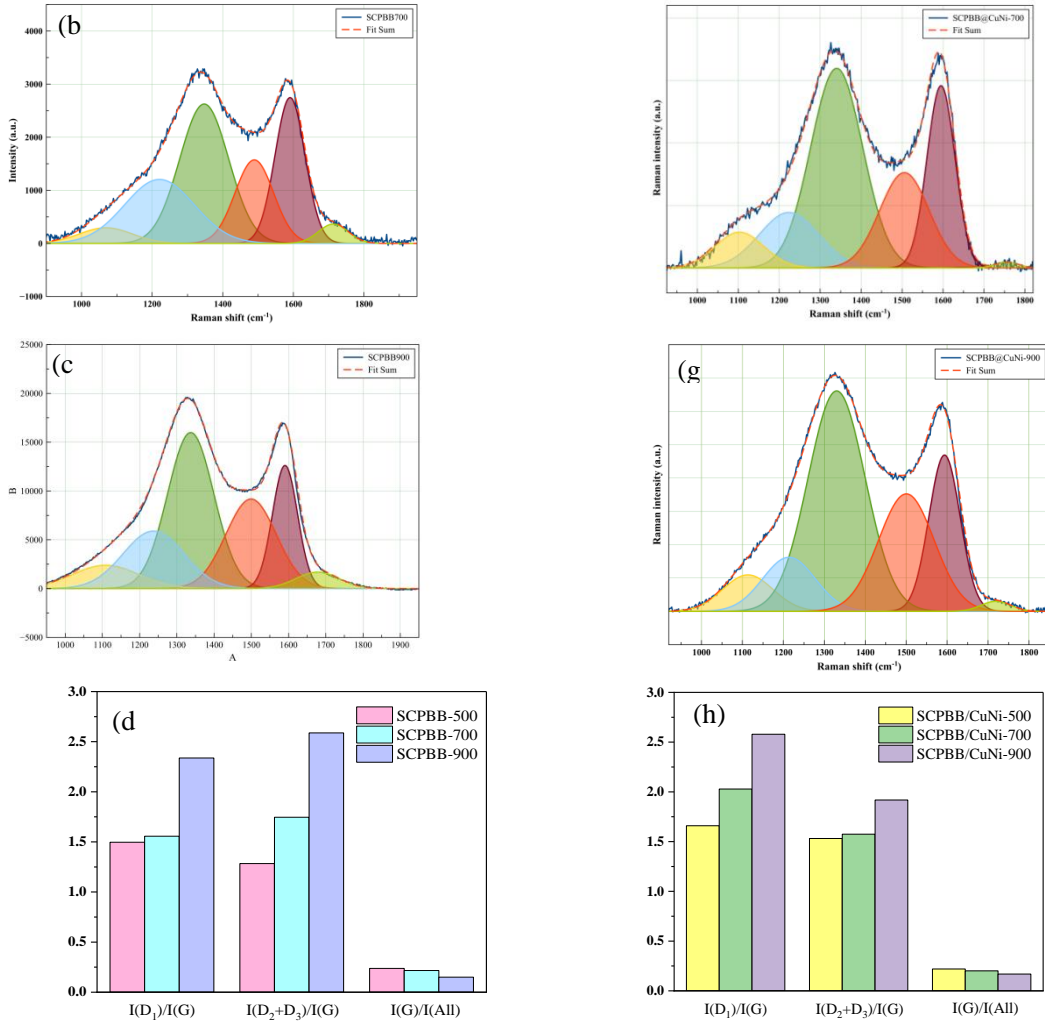 (b
SCPBB700
Fit Sum
4000
3000
2000
1000
0
−1000
Intensity (a.u.)
1000 1200 1400 1600 1800
Raman shift (cm⁻¹)
SCPBB@CuNi-700
Fit Sum
Raman intensity (a.u.)
1000 1100 1200 1300 1400 1500 1600 1700 1800
Raman shift (cm⁻¹)
(c
SCPBB900
Fit Sum
25000
20000
15000
10000
5000
0
−5000
B
1000 1100 1200 1300 1400 1500 1600 1700 1800 1900
A
(g
SCPBB@CuNi-900
Fit Sum
Raman intensity (a.u.)
1000 1100 1200 1300 1400 1500 1600 1700 1800
Raman shift (cm⁻¹)
(d
SCPBB-500
SCPBB-700
SCPBB-900
3.0
2.5
2.0
1.5
1.0
0.5
0.0
I(D₁)/I(G) I(D₂+D₃)/I(G) I(G)/I(All)
(h
SCPBB/CuNi-500
SCPBB/CuNi-700
SCPBB/CuNi-900
3.0
2.5
2.0
1.5
1.0
0.5
0.0
I(D₁)/I(G) I(D₂+D₃)/I(G) I(G)/I(All)